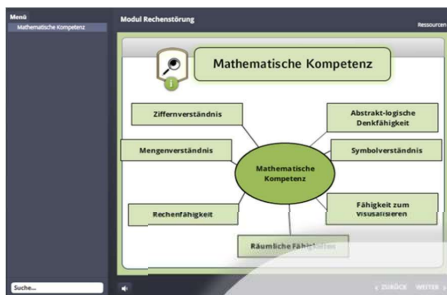 Menü
Mathematische Kompetenz
Modul Rechenstörung
Ressourcen
Mathematische Kompetenz
i
Ziffernverständnis
Abstrakt-logische
Denkfähigkeit
Mengenverständnis
Symbolverständnis
Mathematische
Kompetenz
Rechenfähigkeit
Fähigkeit zum
visualisieren
Räumliche Fähigkeiten
Suche...
ZURÜCK WEITER